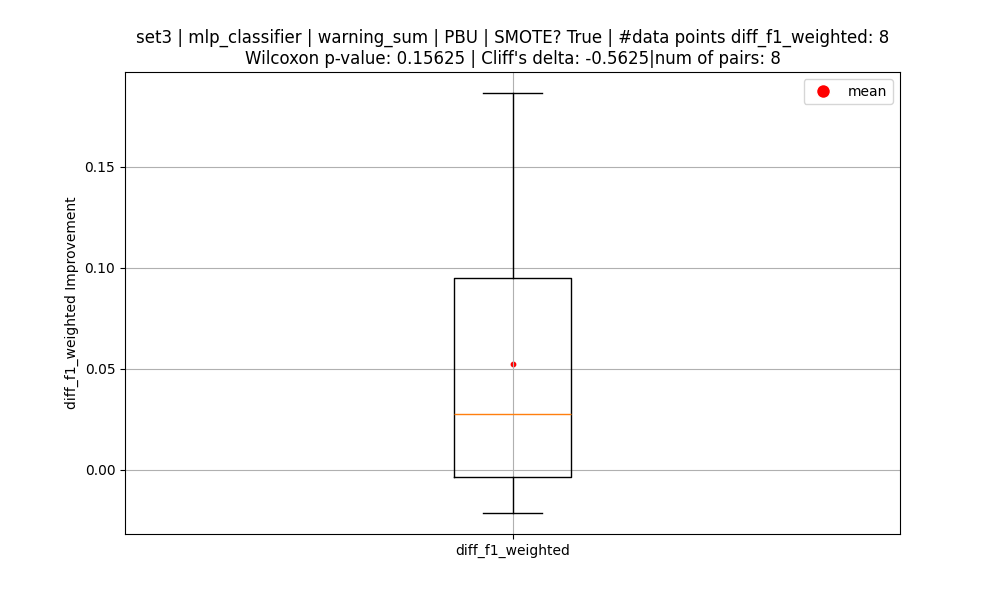 set3 | mlp_classifier | warning_sum | PBU | SMOTE? True | #data points diff_f1_weighted: 8
Wilcoxon p-value: 0.15625 | Cliff's delta: -0.5625|num of pairs: 8
mean
0.15
0.10
0.05
0.00
diff_f1_weighted Improvement
diff_f1_weighted